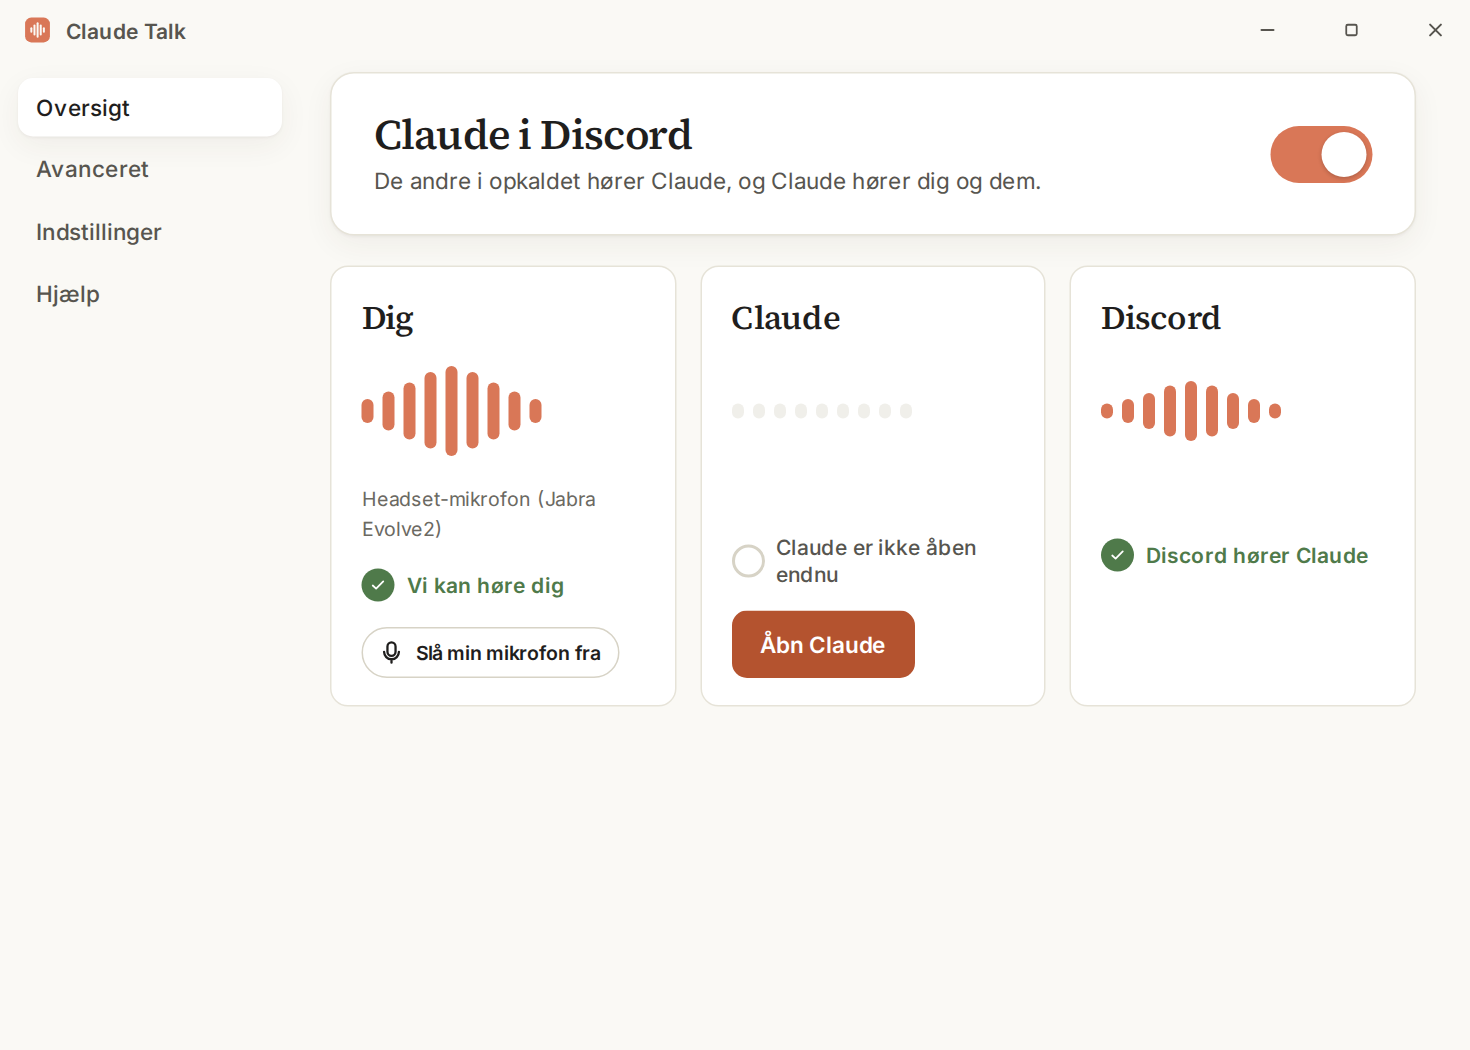 Claude Talk
Oversigt
Avanceret
Indstillinger
Hjælp
Claude i Discord
De andre i opkaldet hører Claude, og Claude hører dig og dem.
Dig
Headset-mikrofon (Jabra
Evolve2)
Vi kan høre dig
Slå min mikrofon fra
Claude
Claude er ikke åben
endnu
Åbn Claude
Discord
Discord hører Claude